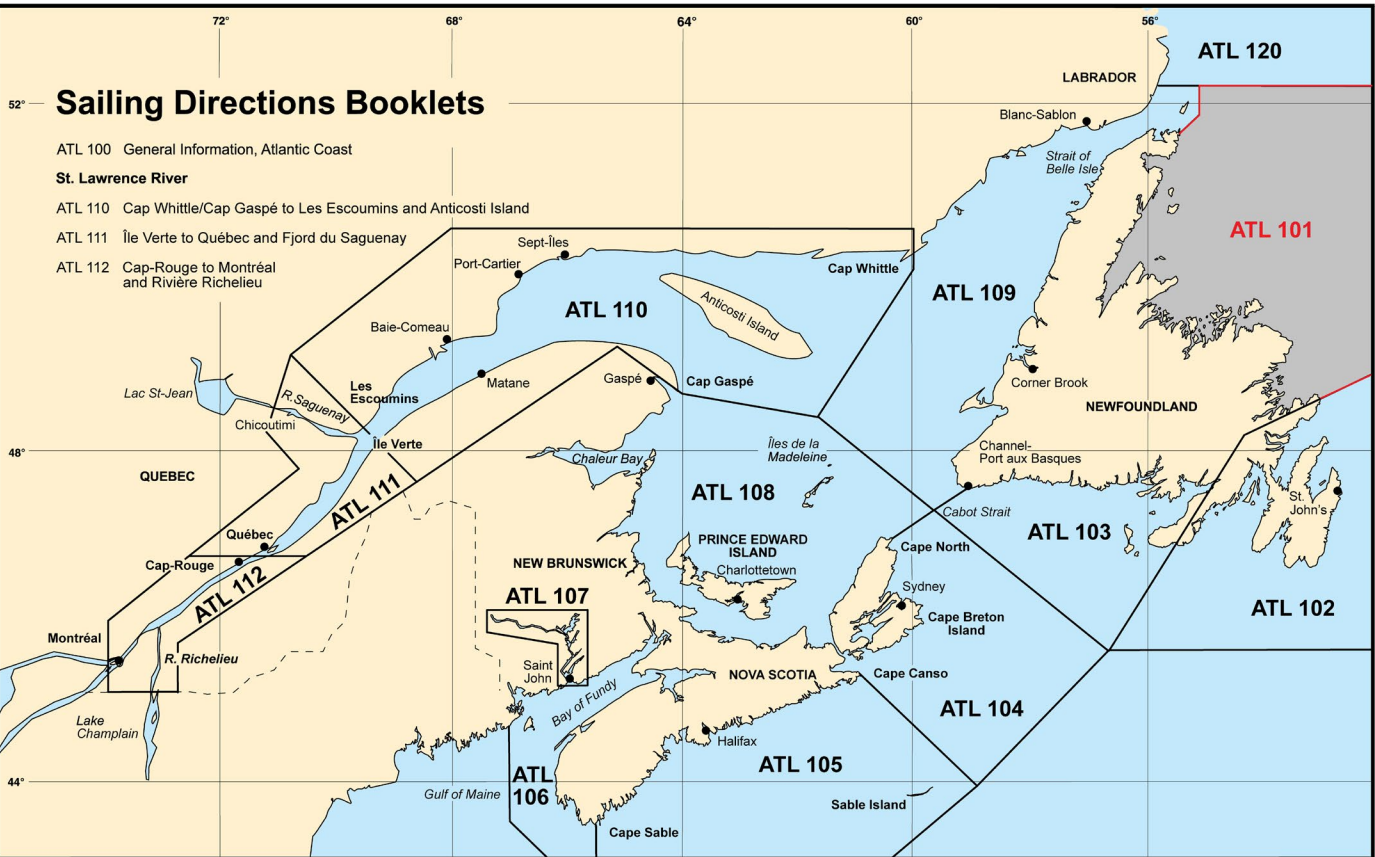 72°
68°
64°
60°
56°
ATL 120
LABRADOR
52°
Sailing Directions Booklets
Blanc-Sablon
ATL 100 General Information, Atlantic Coast
Strait of
Belle Isle
St. Lawrence River
ATL 110 Cap Whittle/Cap Gaspé to Les Escoumins and Anticosti Island
ATL 101
ATL 111 Île Verte to Québec and Fjord du Saguenay
Sept-Îles
Port-Cartier
ATL 112 Cap-Rouge to Montréal
and Rivière Richelieu
Cap Whittle
ATL 109
ATL 110
Anticosti Island
Baie-Comeau
Lac St-Jean
R.Saguenay
Les
Escoumins
Matane
Gaspé
Cap Gaspé
Corner Brook
NEWFOUNDLAND
Chicoutimi
Île Verte
48°
QUEBEC
Chaleur Bay
Îles de la
Madeleine
Channel-
Port aux Basques
ATL 111
ATL 108
St.
John's
Cabot Strait
ATL 103
Québec
Cap-Rouge
ATL 112
NEW BRUNSWICK
PRINCE EDWARD
ISLAND
Charlottetown
Cape North
Sydney
ATL 107
Cape Breton
Island
ATL 102
Montréal
R. Richelieu
Saint
John
NOVA SCOTIA
Cape Canso
Bay of Fundy
ATL 104
Lake
Champlain
Halifax
ATL 105
44°
ATL
106
Gulf of Maine
Sable Island
Cape Sable